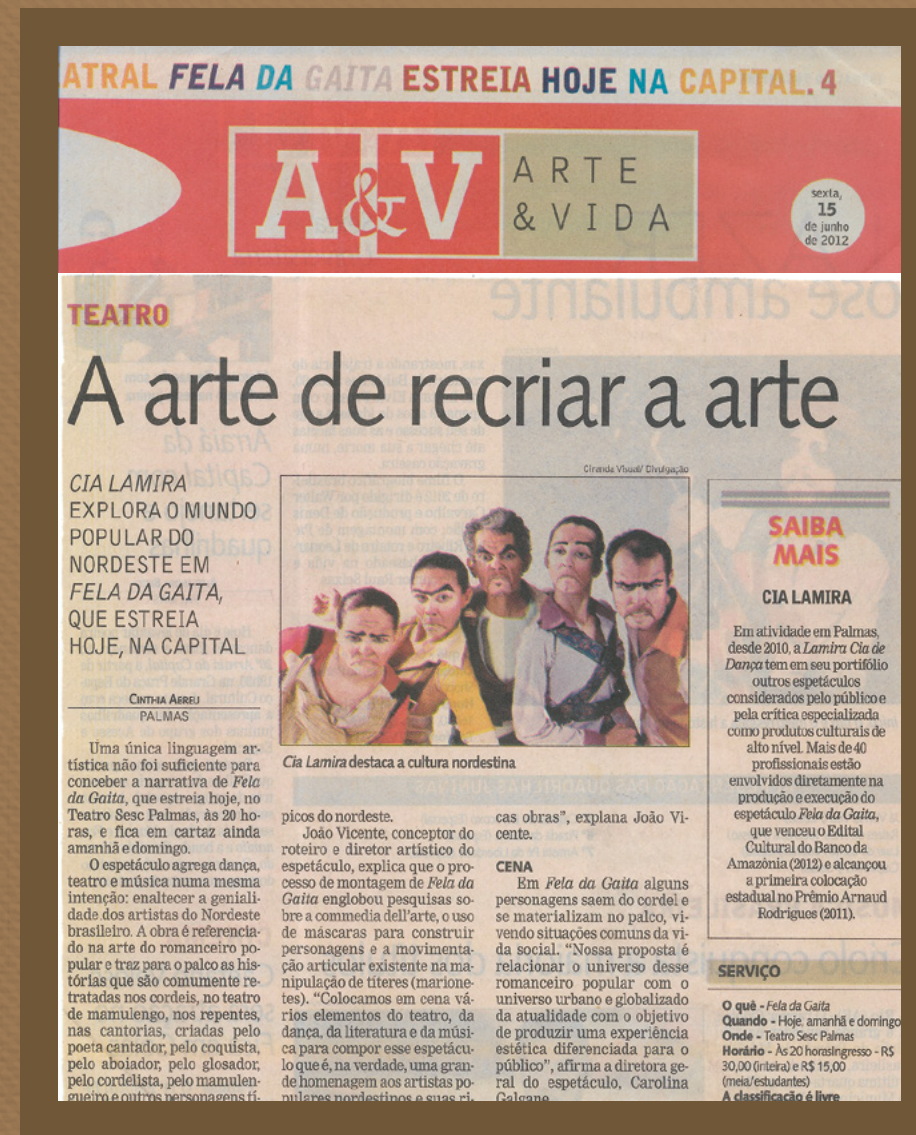 ATRAL FELA DA GAITA ESTREIA HOJE NA CAPITAL. 4
A&V
ARTE
& VIDA
sexta,
15
de junho
de 2012
TEATRO
A arte de recriar a arte
CIA LAMIRA
EXPLORA O MUNDO
POPULAR DO
NORDESTE EM
FELA DA GAITA,
QUE ESTREIA
HOJE, NA CAPITAL
CINTHIA ABREU
PALMAS
Uma única linguagem ar-
tística não foi suficiente para
conceber a narrativa de Fela
da Gaita, que estreia hoje, no
Teatro Sesc Palmas, às 20 ho-
ras, e fica em cartaz ainda
amanhã e domingo.
O espetáculo agrega dança,
teatro e música numa mesma
intenção: enaltecer a geniali-
dade dos artistas do Nordeste
brasileiro. A obra é referencia-
do na arte do romanceiro po-
pular e traz para o palco as his-
tórias que são comumente re-
tratadas nos cordeis, no teatro
de mamulengo, nos repentes,
nas cantorias, criadas pelo
poeta cantador, pelo coquista,
pelo aboiador, pelo glosador,
pelo cordelista, pelo mamulen-
gueiro e outros personagens tí-
Ciranda Visual/ Divulgação
Cia Lamira destaca a cultura nordestina
picos do nordeste.
João Vicente, conceptor do
roteiro e diretor artístico do
espetáculo, explica que o pro-
cesso de montagem de Fela da
Gaita englobou pesquisas so-
bre a commedia dell'arte, o uso
de máscaras para construir
personagens e a movimenta-
ção articular existente na ma-
nipulação de títeres (marione-
tes). "Colocamos em cena vá-
rios elementos do teatro, da
dança, da literatura e da músi-
ca para compor esse espetácu-
lo que é, na verdade, uma gran-
de homenagem aos artistas po-
pulares nordestinos e suas ri-
cas obras", explana João Vi-
cente.
CENA
Em Fela da Gaita alguns
personagens saem do cordel e
se materializam no palco, vi-
vendo situações comuns da vi-
da social. "Nossa proposta é
relacionar o universo desse
romanceiro popular com o
universo urbano e globalizado
da atualidade com o objetivo
de produzir uma experiência
estética diferenciada para o
público", afirma a diretora ge-
ral do espetáculo, Carolina
Galgane
SAIBA
MAIS
CIA LAMIRA
Em atividade em Palmas,
desde 2010, a Lamira Cia de
Dança tem em seu portifólio
outros espetáculos
considerados pelo público e
pela crítica especializada
como produtos culturais de
alto nível. Mais de 40
profissionais estão
envolvidos diretamente na
produção e execução do
espetáculo Fela da Gaita,
que venceu o Edital
Cultural do Banco da
Amazônia (2012) e alcançou
a primeira colocação
estadual no Prêmio Arnaud
Rodrigues (2011).
SERVIÇO
O quê - Fela da Gaita
Quando - Hoje, amanhã e domingo
Onde - Teatro Sesc Palmas
Horário - Às 20 horasIngresso - R$
30,00 (inteira) e R$ 15,00
(meia/estudantes)
A classificação é livre